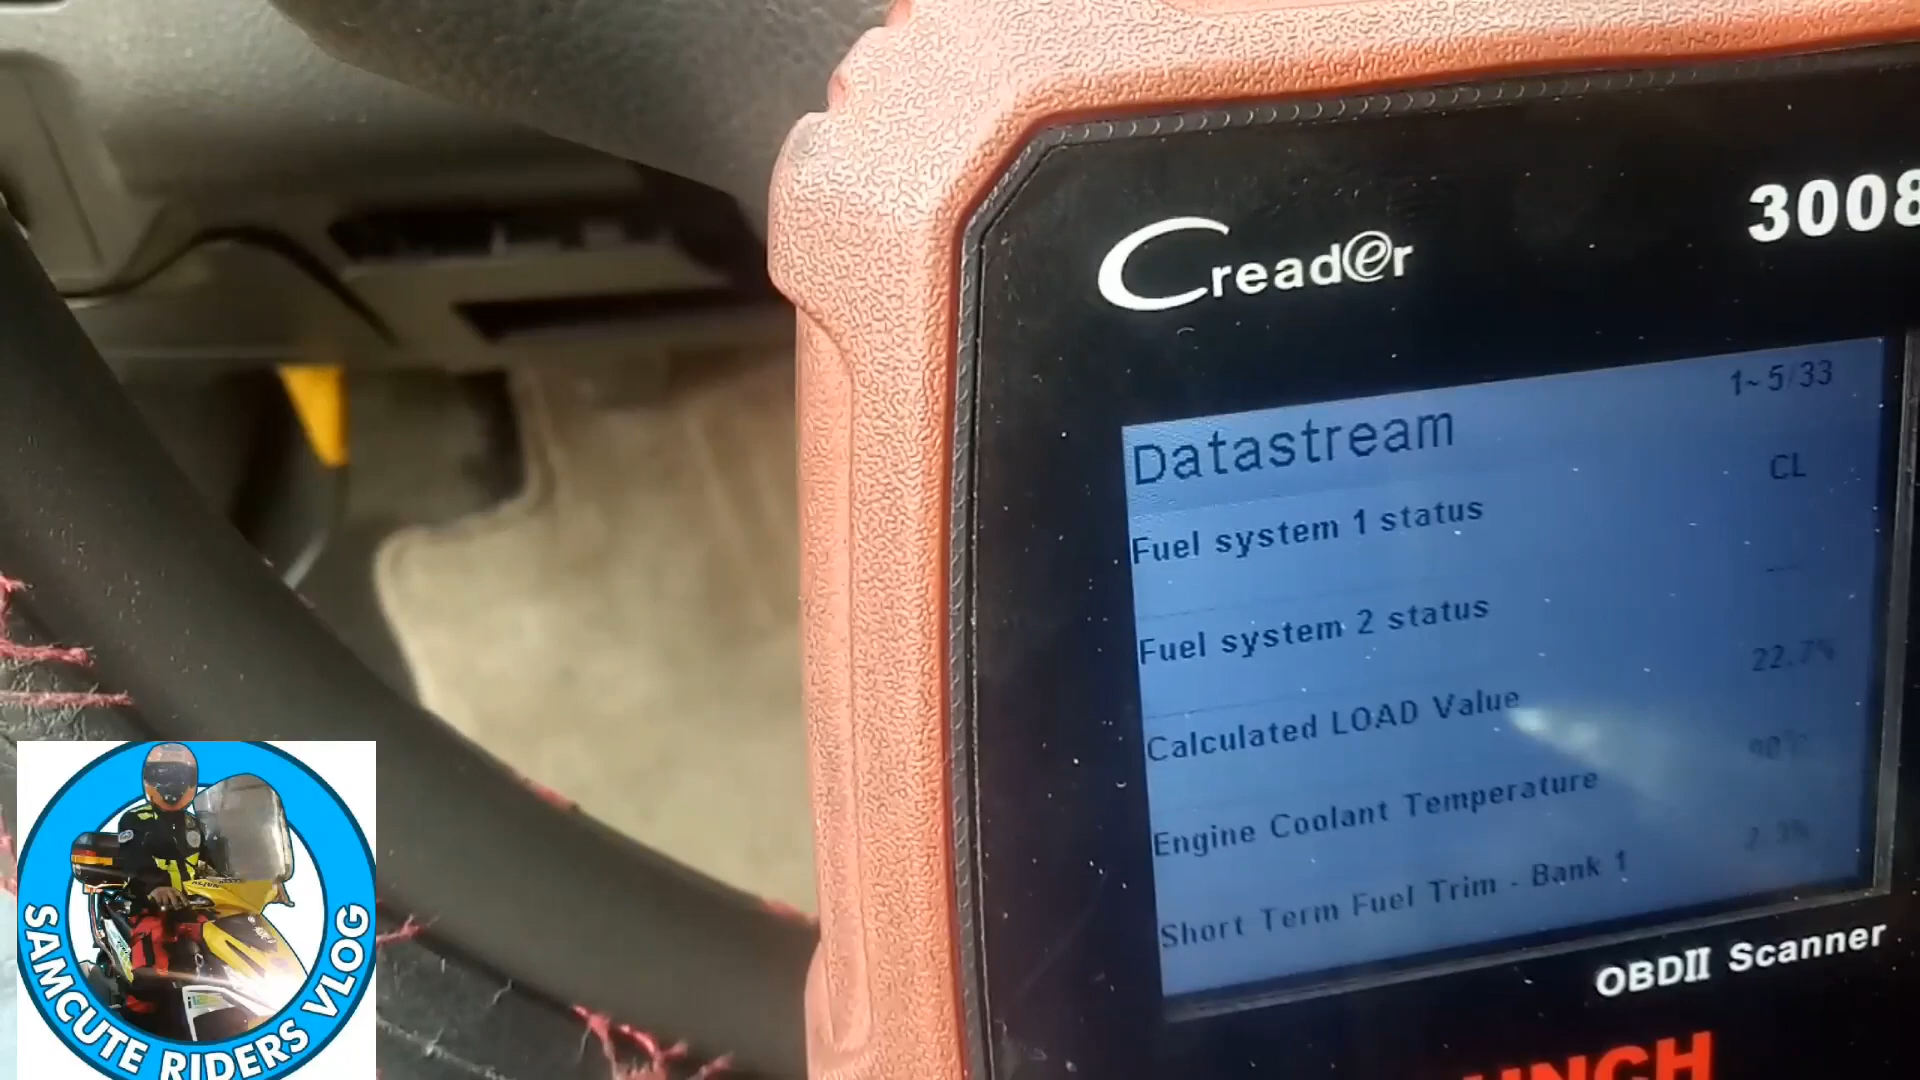 Creader
3008
Datastream 1~5/33
Fuel system 1 status CL
Fuel system 2 status ---
Calculated LOAD Value 22.7%
Engine Coolant Temperature
Short Term Fuel Trim - Bank 1
OBDII Scanner
SAMCUTE RIDERS VLOG